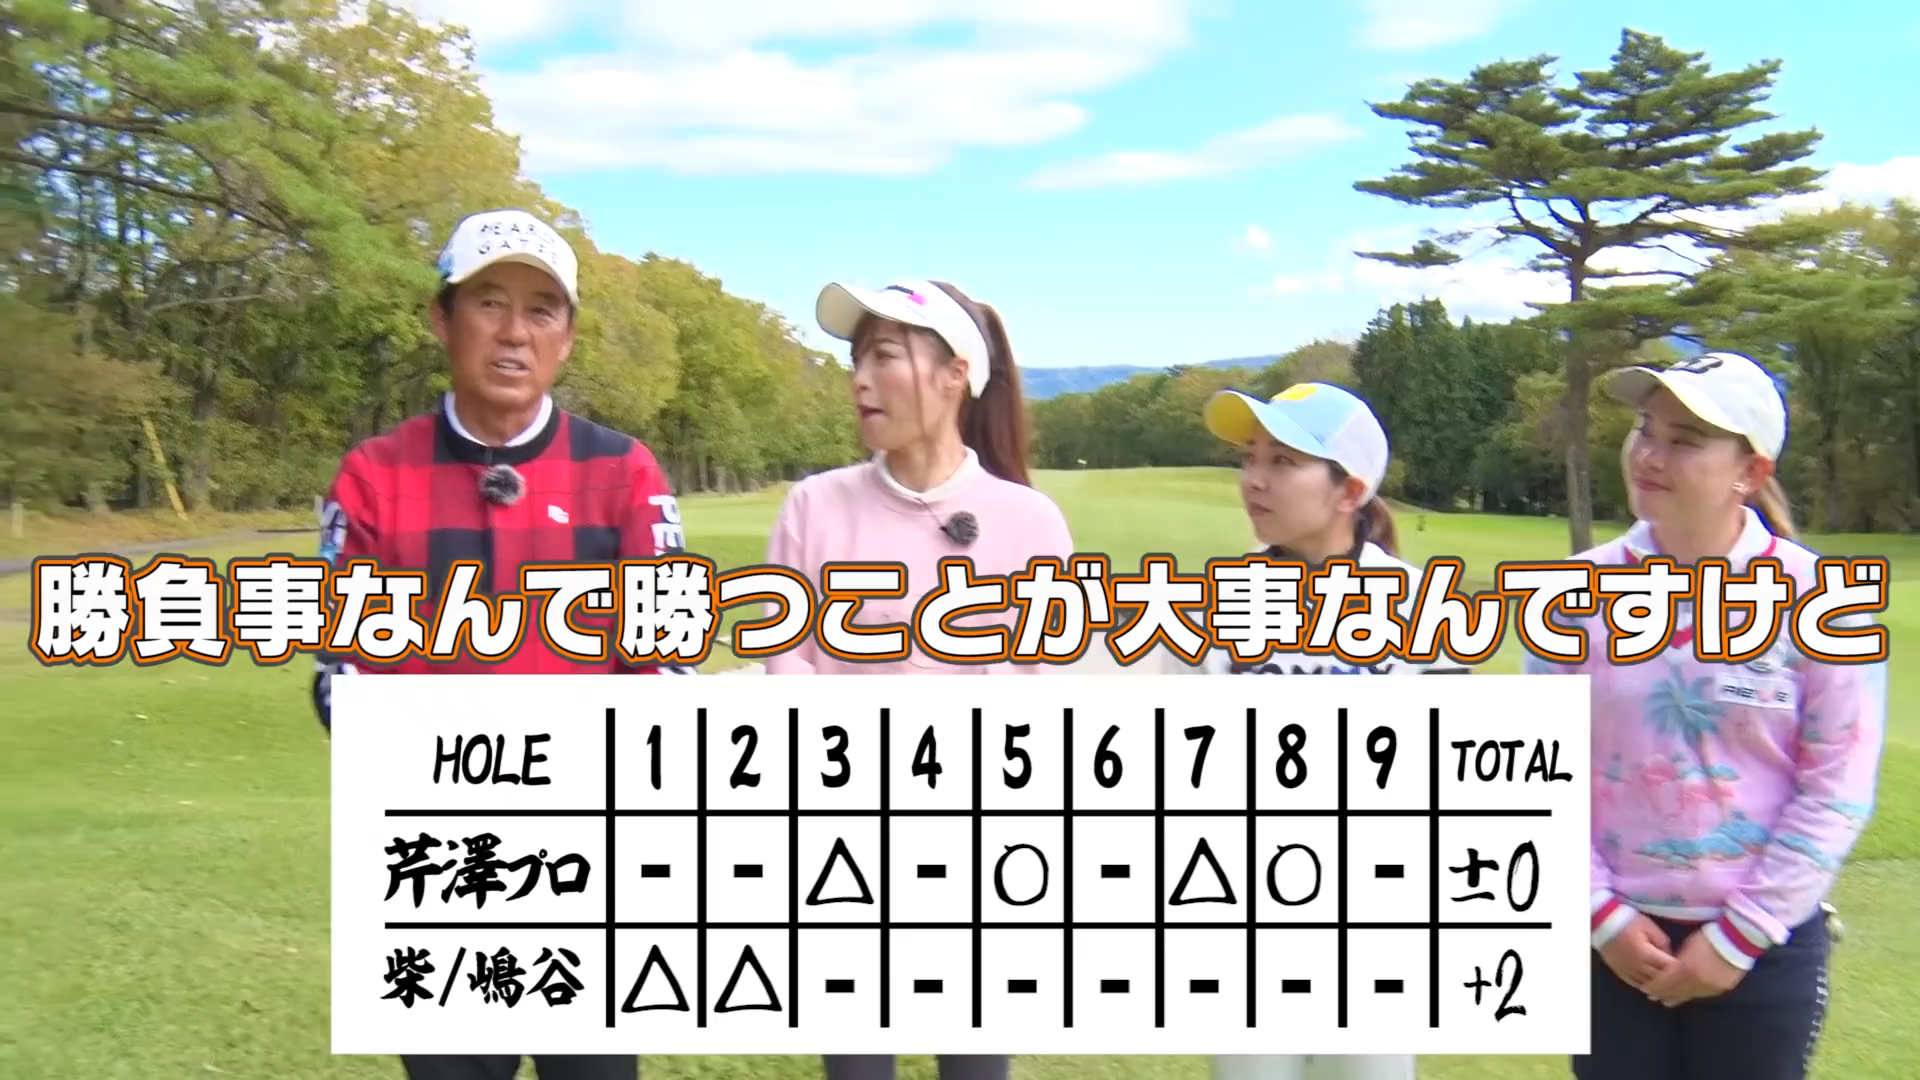 PEARLY
GATES
勝負事なんで勝つことが大事なんですけど
HOLE 1 2 3 4 5 6 7 8 9 TOTAL
芹澤プロ - - △ - ○ - △ ○ - ±0
柴/嶋谷 △ △ - - - - - - - +2